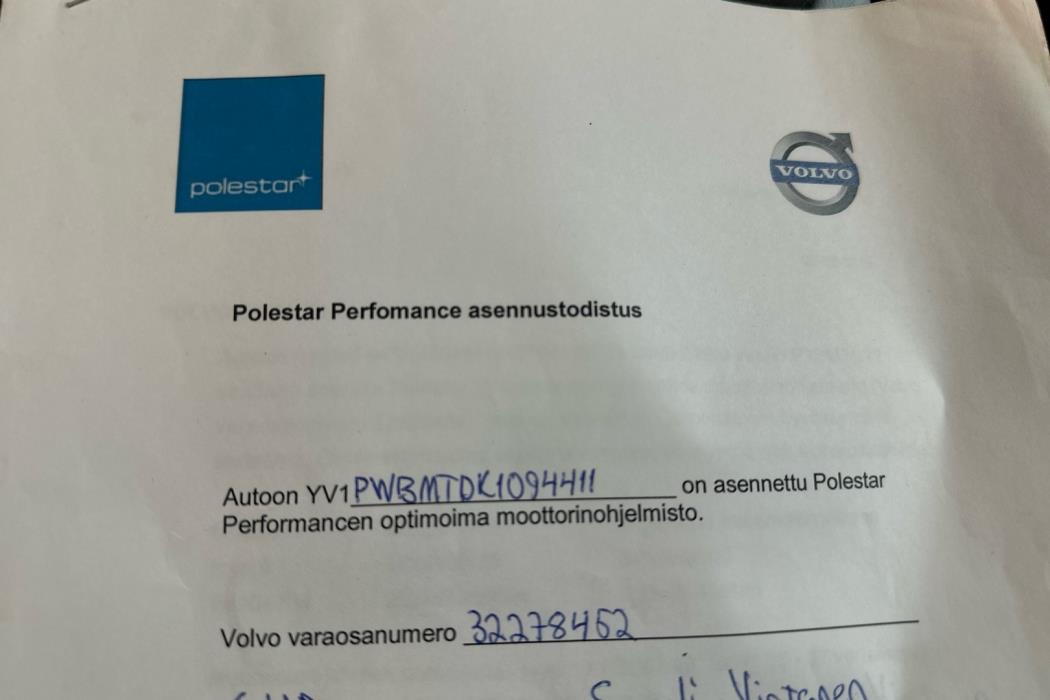 polestar
VOLVO
Polestar Perfomance asennustodistus
Autoon YV1PWBMTDK1094411 on asennettu Polestar
Performancen optimoima moottorinohjelmisto.
Volvo varaosanumero 32278452